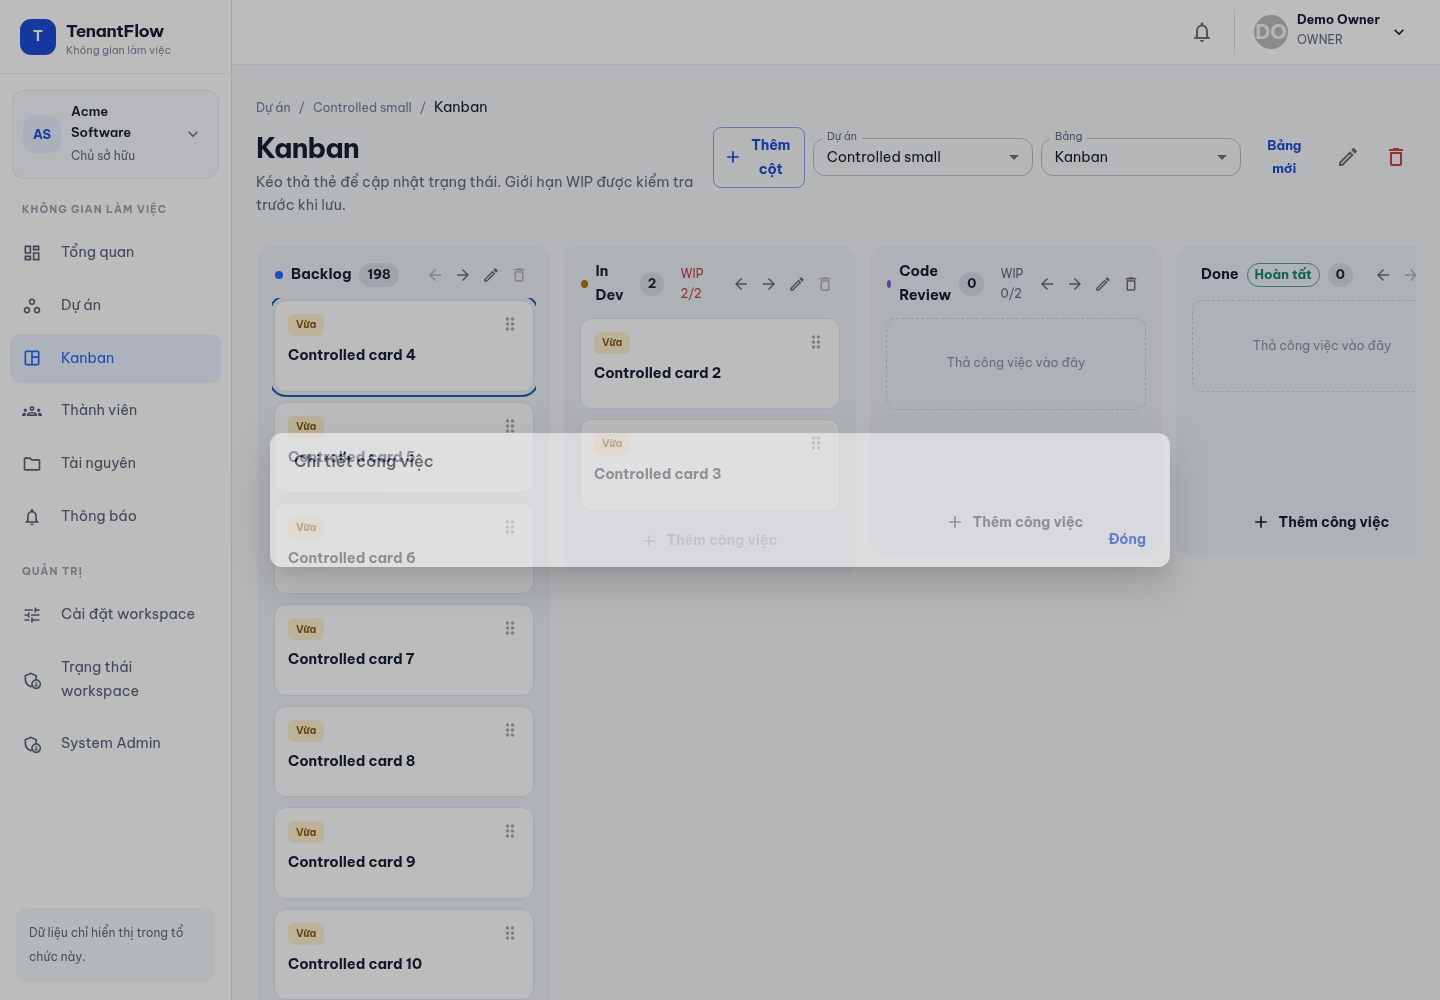 T
TenantFlow
Không gian làm việc
AS
Acme
Software
Chủ sở hữu
KHÔNG GIAN LÀM VIỆC
Tổng quan
Dự án
Kanban
Thành viên
Tài nguyên
Thông báo
QUẢN TRỊ
Cài đặt workspace
Trạng thái
workspace
System Admin
Dữ liệu chỉ hiển thị trong tổ
chức này.
DO
Demo Owner
OWNER
Dự án / Controlled small / Kanban
Kanban
Kéo thả thẻ để cập nhật trạng thái. Giới hạn WIP được kiểm tra
trước khi lưu.
Thêm
cột
Dự án
Controlled small
Bảng
Kanban
Bảng
mới
Backlog 198
Vừa
Controlled card 4
Vừa
Controlled card 5
Vừa
Controlled card 6
Vừa
Controlled card 7
Vừa
Controlled card 8
Vừa
Controlled card 9
Vừa
Controlled card 10
In
Dev
2
WIP
2/2
Vừa
Controlled card 2
Vừa
Controlled card 3
Thêm công việc
Code
Review
0
WIP
0/2
Thả công việc vào đây
Thêm công việc
Done Hoàn tất 0
Thả công việc vào đây
Thêm công việc
Chi tiết công việc
Đóng